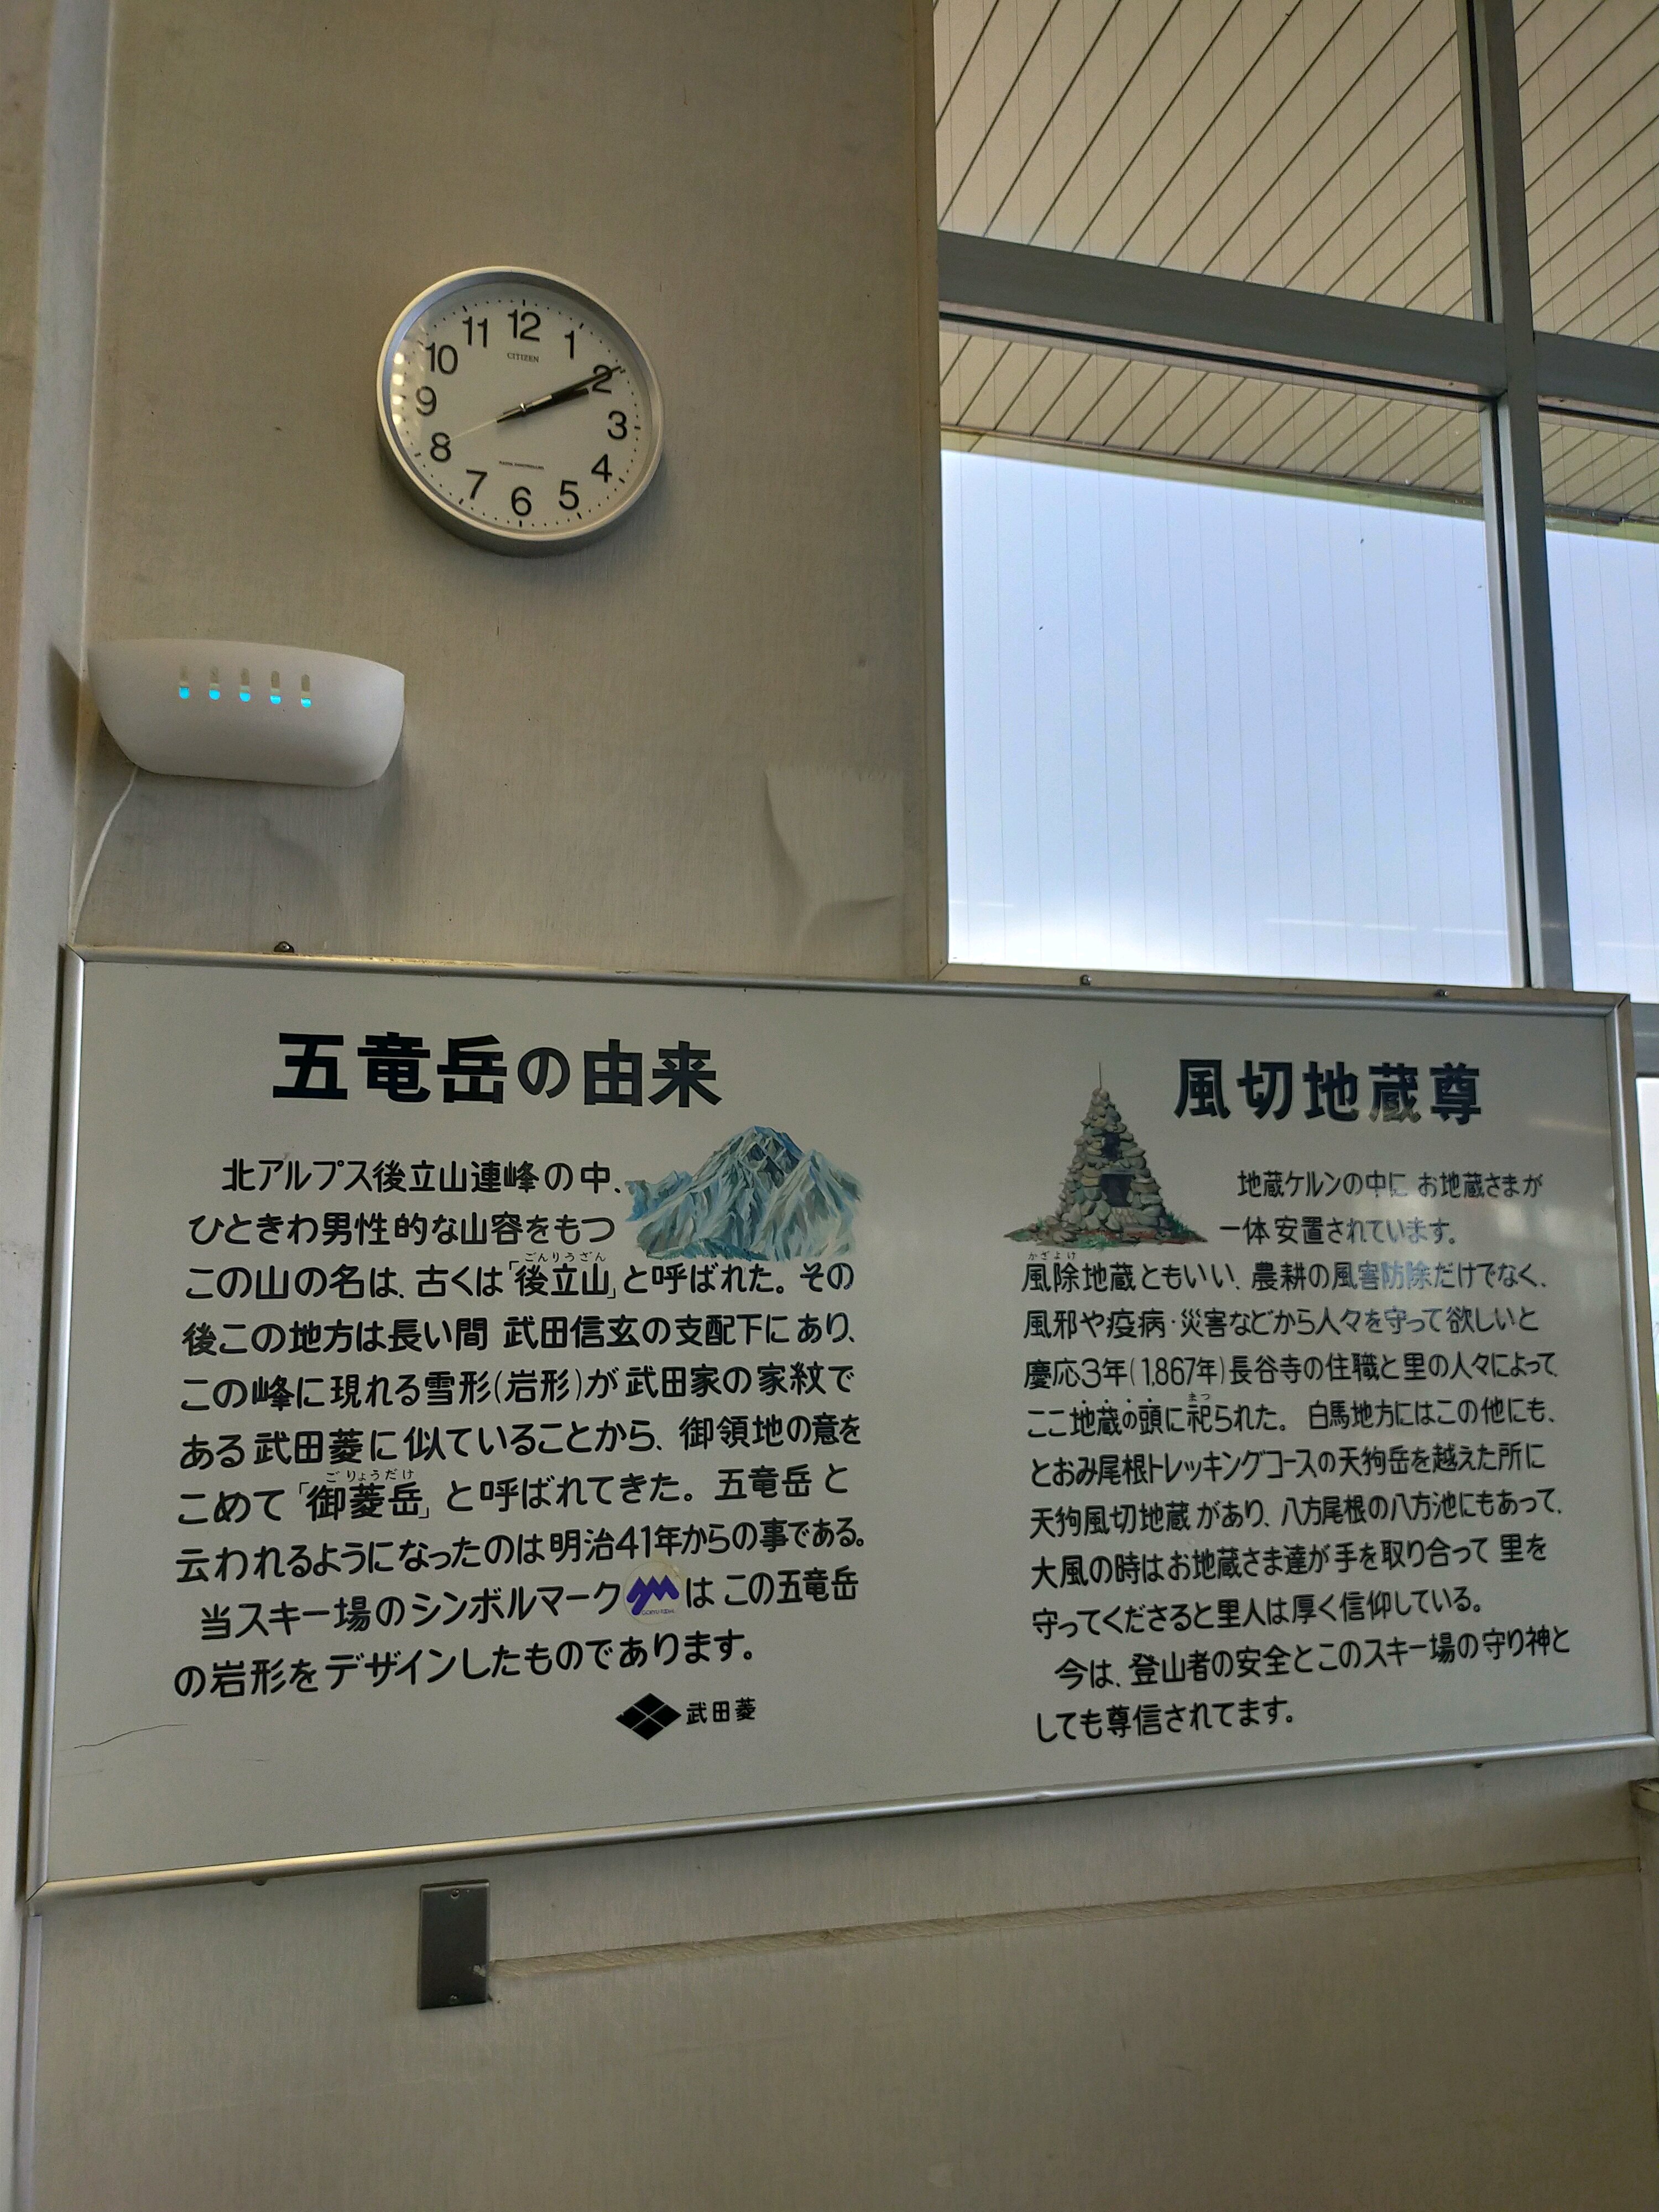 12
1
2
3
4
5
6
7
8
9
10
11
CITIZEN
五竜岳の由来
北アルプス後立山連峰の中、
ひときわ男性的な山容をもつ
ごんりうざん
この山の名は、古くは「後立山」と呼ばれた。その
後この地方は長い間 武田信玄の支配下にあり、
この峰に現れる雪形(岩形)が武田家の家紋で
ある武田菱に似ていることから、御領地の意を
ごりょうだけ
こめて「御菱岳」と呼ばれてきた。五竜岳と
云われるようになったのは明治41年からの事である。
当スキー場のシンボルマークはこの五竜岳
の岩形をデザインしたものであります。
武田菱
風切地蔵尊
地蔵ケルンの中に お地蔵さまが
一体 安置されています。
かざよけ
風除地蔵ともいい、農耕の風害防除だけでなく、
風邪や疫病・災害などから人々を守って欲しいと
慶応3年(1,867年)長谷寺の住職と里の人々によって
まつ
ここ地蔵の頭に祀られた。白馬地方にはこの他にも、
とおみ尾根トレッキングコースの天狗岳を越えた所に
天狗風切地蔵があり、八方尾根の八方池にもあって、
大風の時はお地蔵さま達が手を取り合って里を
守ってくださると里人は厚く信仰している。
今は、登山者の安全とこのスキー場の守り神と
しても尊信されてます。